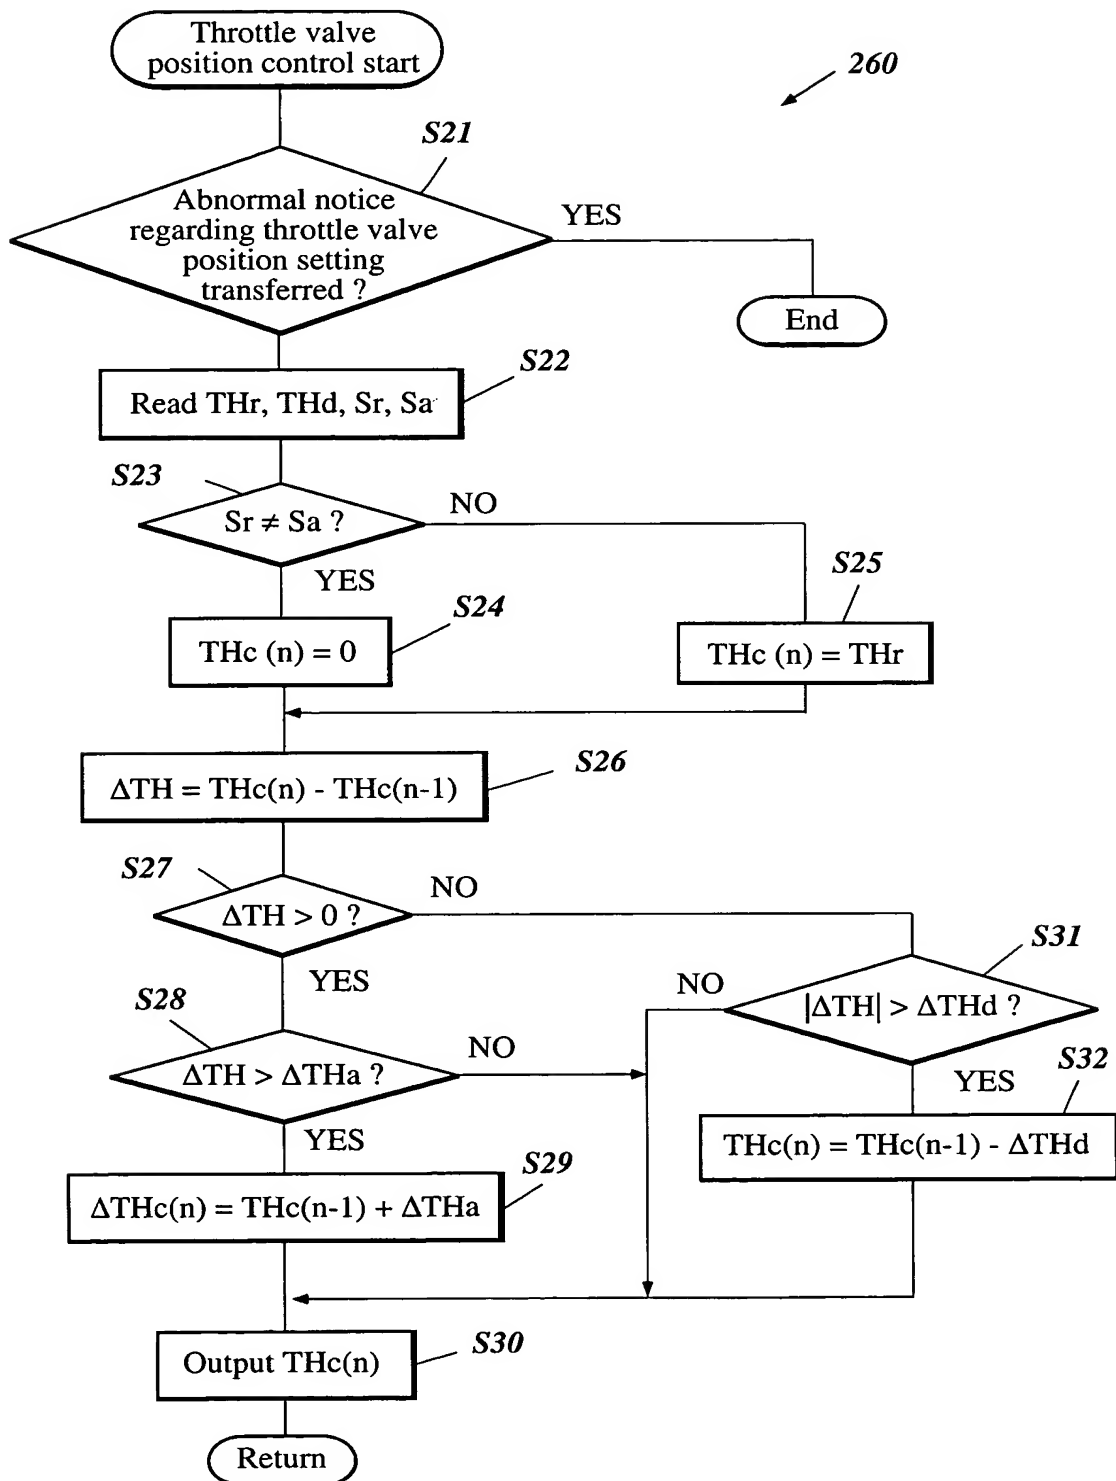 Throttle valve
position control start
260
S21
Abnormal notice
regarding throttle valve
position setting
transferred ?
YES
End
S22
Read THr, THd, Sr, Sa
S23
Sr ≠ Sa ?
NO
YES
S24
THc (n) = 0
S25
THc (n) = THr
S26
ΔTH = THc(n) - THc(n-1)
S27
ΔTH > 0 ?
NO
YES
S31
|ΔTH| > ΔTHd ?
NO
YES
S28
ΔTH > ΔTHa ?
NO
YES
S32
THc(n) = THc(n-1) - ΔTHd
S29
ΔTHc(n) = THc(n-1) + ΔTHa
S30
Output THc(n)
Return